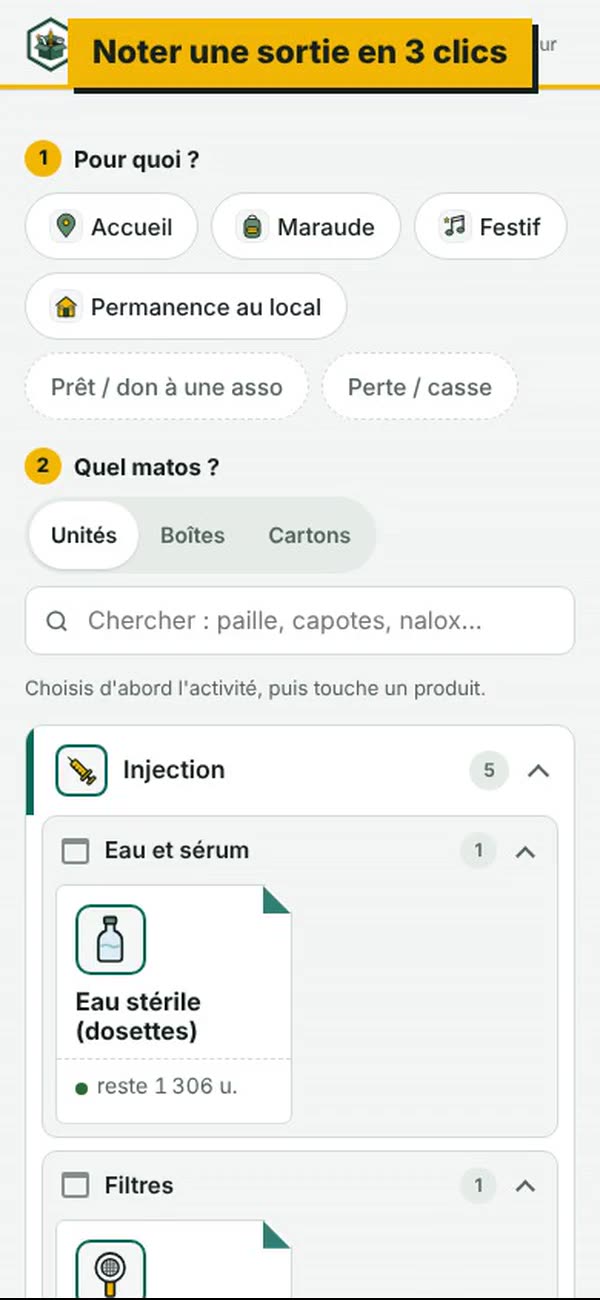 Noter une sortie en 3 clics
ur
1 Pour quoi ?
Accueil
Maraude
Festif
Permanence au local
Prêt / don à une asso
Perte / casse
2 Quel matos ?
Unités
Boîtes
Cartons
Chercher : paille, capotes, nalox...
Choisis d'abord l'activité, puis touche un produit.
Injection
5
Eau et sérum
1
Eau stérile
(dosettes)
reste 1 306 u.
Filtres
1